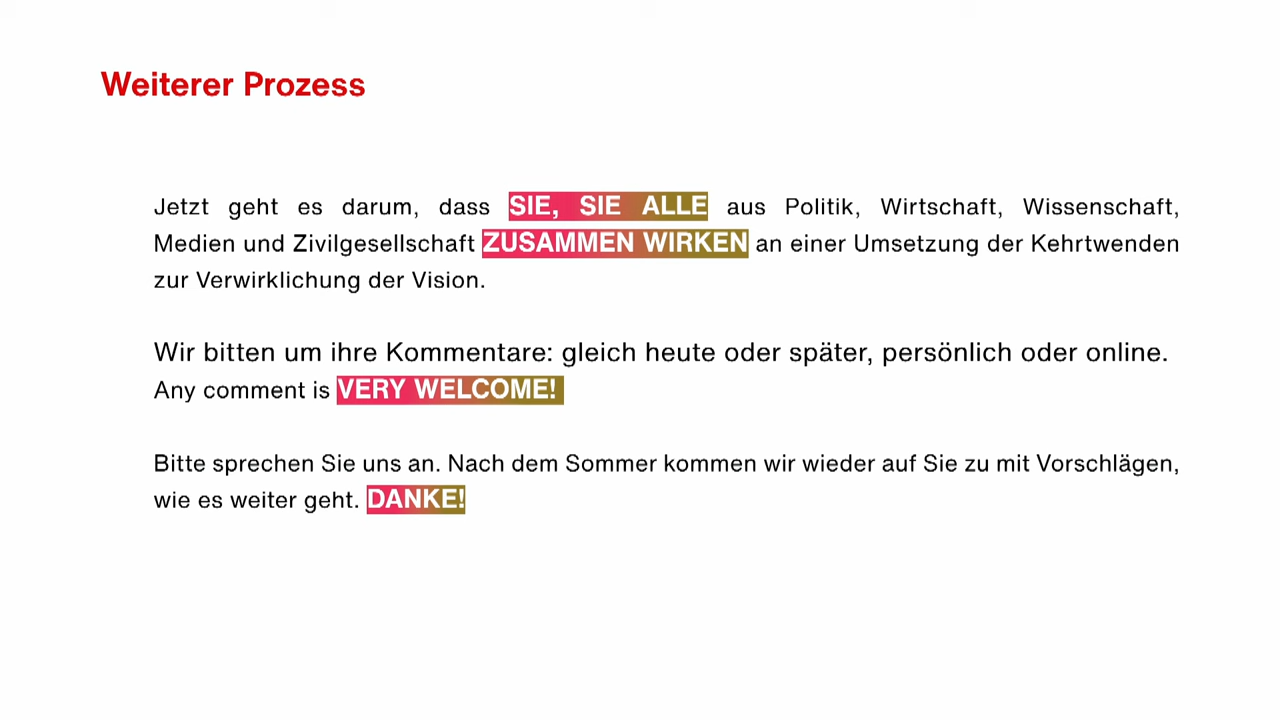 Weiterer Prozess
Jetzt geht es darum, dass SIE, SIE ALLE aus Politik, Wirtschaft, Wissenschaft,
Medien und Zivilgesellschaft ZUSAMMEN WIRKEN an einer Umsetzung der Kehrtwenden
zur Verwirklichung der Vision.
Wir bitten um ihre Kommentare: gleich heute oder später, persönlich oder online.
Any comment is VERY WELCOME!
Bitte sprechen Sie uns an. Nach dem Sommer kommen wir wieder auf Sie zu mit Vorschlägen,
wie es weiter geht. DANKE!